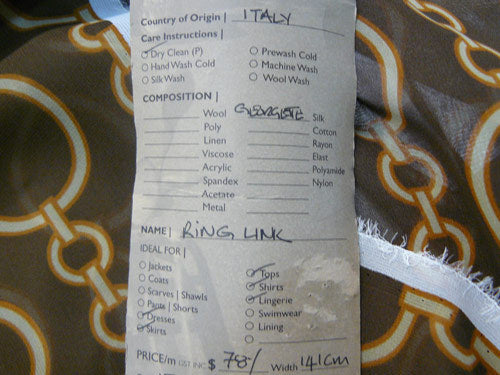 Country of Origin | ITALY
Care Instructions |
Dry Clean (P) Prewash Cold
Hand Wash Cold Machine Wash
Silk Wash Wool Wash
COMPOSITION |
Wool GEORGETE Silk
Poly Cotton
Linen Rayon
Viscose Elast
Acrylic Polyamide
Spandex Nylon
Acetate
Metal
NAME | RING LINK
IDEAL FOR |
Jackets Tops
Coats Shirts
Scarves | Shawls Lingerie
Pants | Shorts Swimwear
Dresses Lining
Skirts
PRICE/m GST INC $ 78-/ Width 141cm